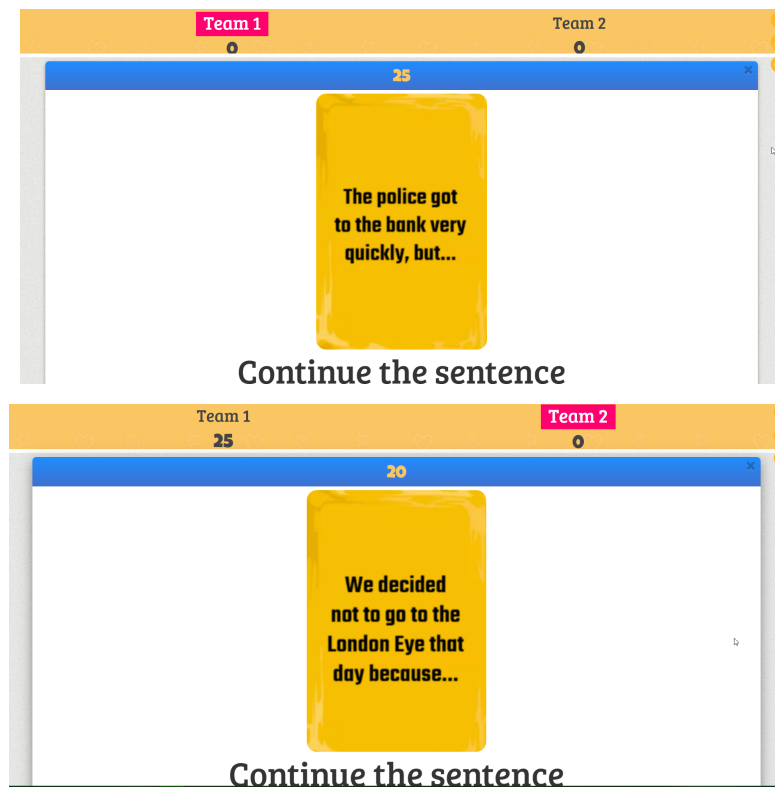 Team 1 Team 2
0 0
25
The police got
to the bank very
quickly, but...
Continue the sentence
Team 1 Team 2
25 0
20
We decided
not to go to the
London Eye that
day because...
Continue the sentence